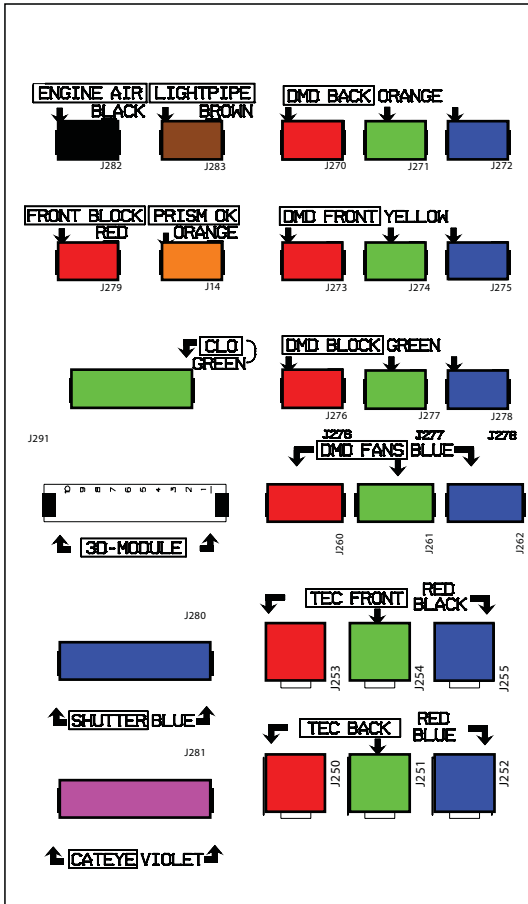 ENGINE AIR LIGHTPIPE DMD BACK ORANGE
BLACK BROWN
J282 J283 J270 J271 J272
FRONT BLOCK PRISM OK DMD FRONT YELLOW
RED ORANGE
J279 J14 J273 J274 J275
CLO DMD BLOCK GREEN
GREEN
J276 J277 J278
J291 J276 J277 J278
DMD FANS BLUE
10 9 8 7 6 5 4 3 2 1
3D-MODULE J260 J261 J262
TEC FRONT RED
BLACK
J280
J253 J254 J255
SHUTTER BLUE TEC BACK RED
BLUE
J281
J250 J251 J252
CATEYE VIOLET